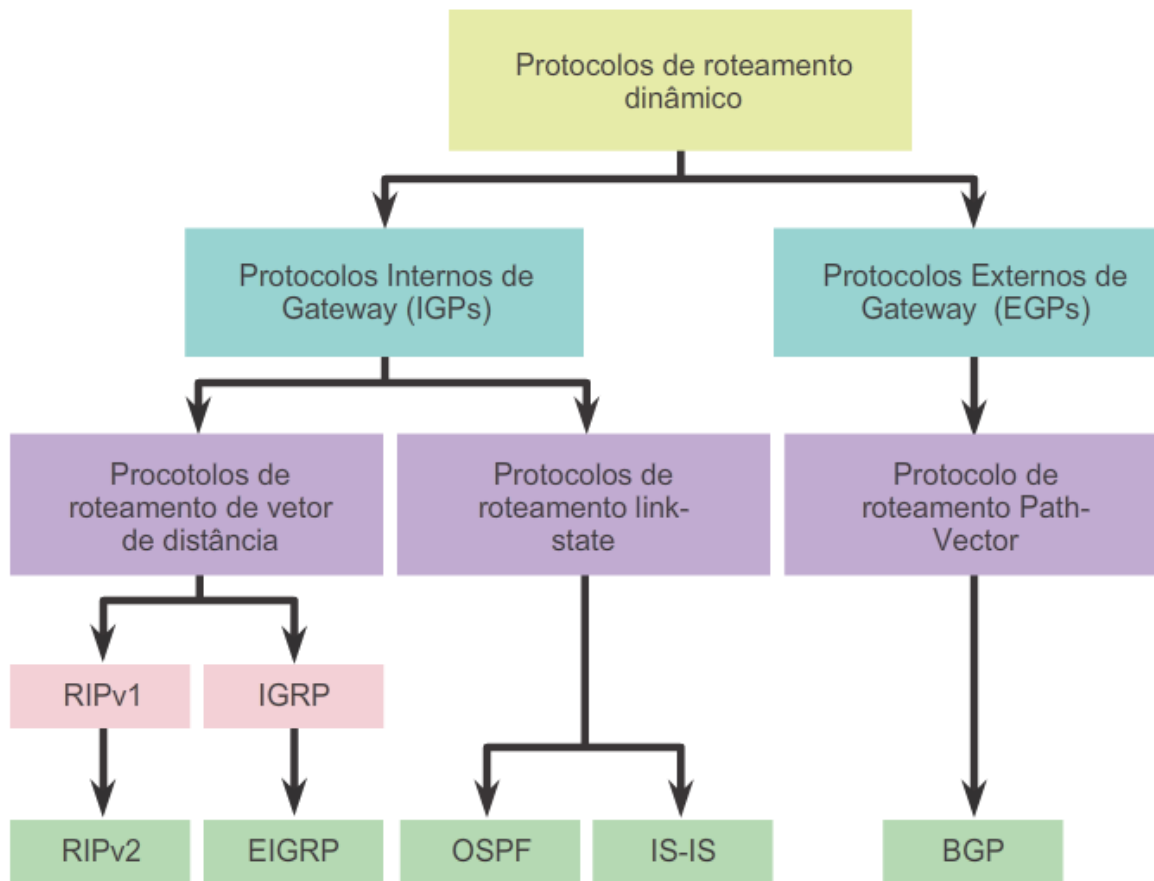 Protocolos de roteamento
dinâmico
Protocolos Internos de
Gateway (IGPs)
Protocolos Externos de
Gateway (EGPs)
Procotolos de
roteamento de vetor
de distância
Protocolos de
roteamento link-
state
Protocolo de
roteamento Path-
Vector
RIPv1
IGRP
RIPv2
EIGRP
OSPF
IS-IS
BGP